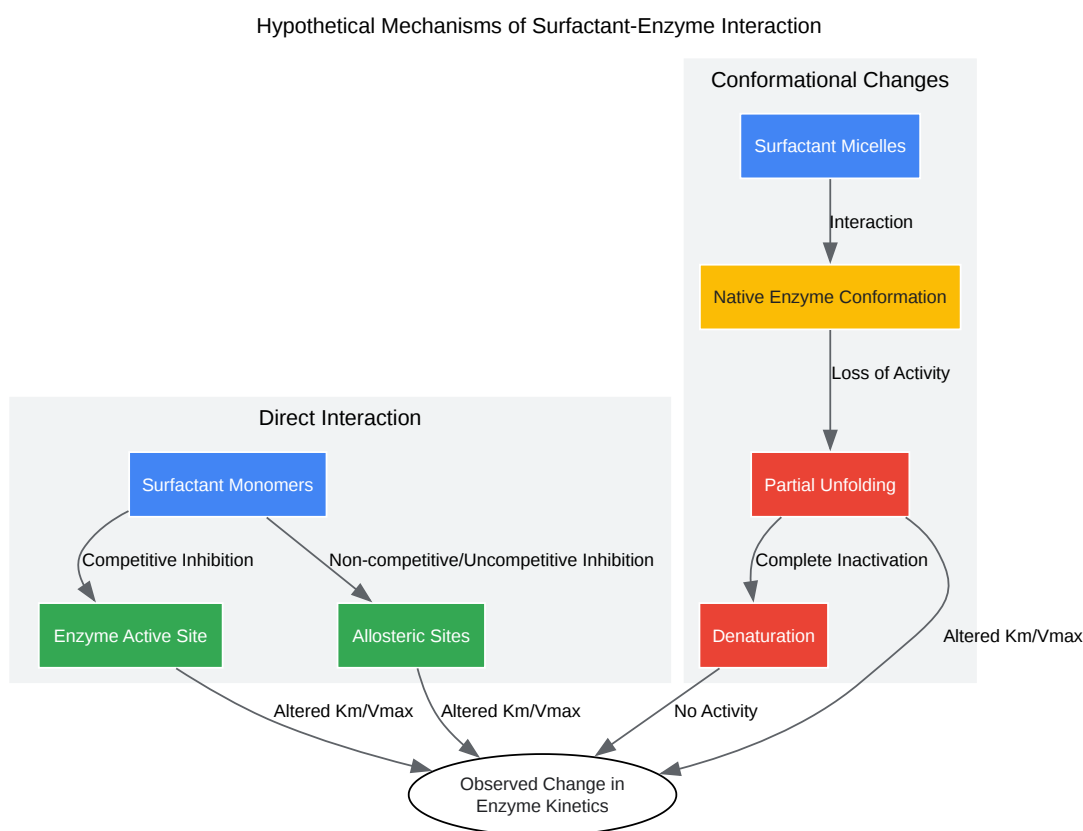 Hypothetical Mechanisms of Surfactant-Enzyme Interaction
Conformational Changes
Surfactant Micelles
Interaction
Native Enzyme Conformation
Loss of Activity
Direct Interaction
Surfactant Monomers
Partial Unfolding
Competitive Inhibition
Non-competitive/Uncompetitive Inhibition
Complete Inactivation
Enzyme Active Site
Allosteric Sites
Denaturation
Altered Km/Vmax
Altered Km/Vmax
Altered Km/Vmax
No Activity
Observed Change in
Enzyme Kinetics